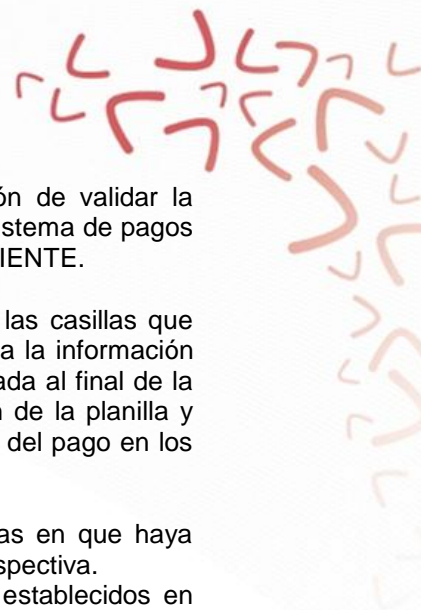 ón de validar la
istema de pagos
IENTE.
las casillas que
a la información
ada al final de la
n de la planilla y
del pago en los
as en que haya
spectiva.
establecidos en